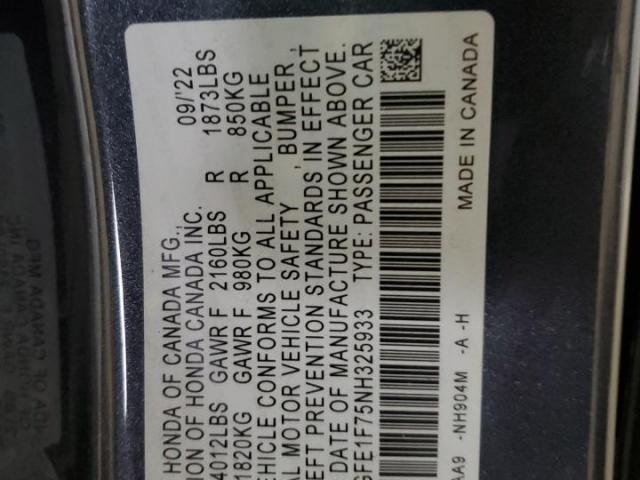 HONDA OF CANADA MFG., 09/'22
ION OF HONDA CANADA INC.
4012LBS GAWR F 2160LBS R 1873LBS
1820KG GAWR F 980KG R 850KG
EHICLE CONFORMS TO ALL APPLICABLE
AL MOTOR VEHICLE SAFETY , BUMPER ,
EFT PREVENTION STANDARDS IN EFFECT
DATE OF MANUFACTURE SHOWN ABOVE.
GFE1F75NH325933 TYPE: PASSENGER CAR
AA9 -NH904M -A -H MADE IN CANADA